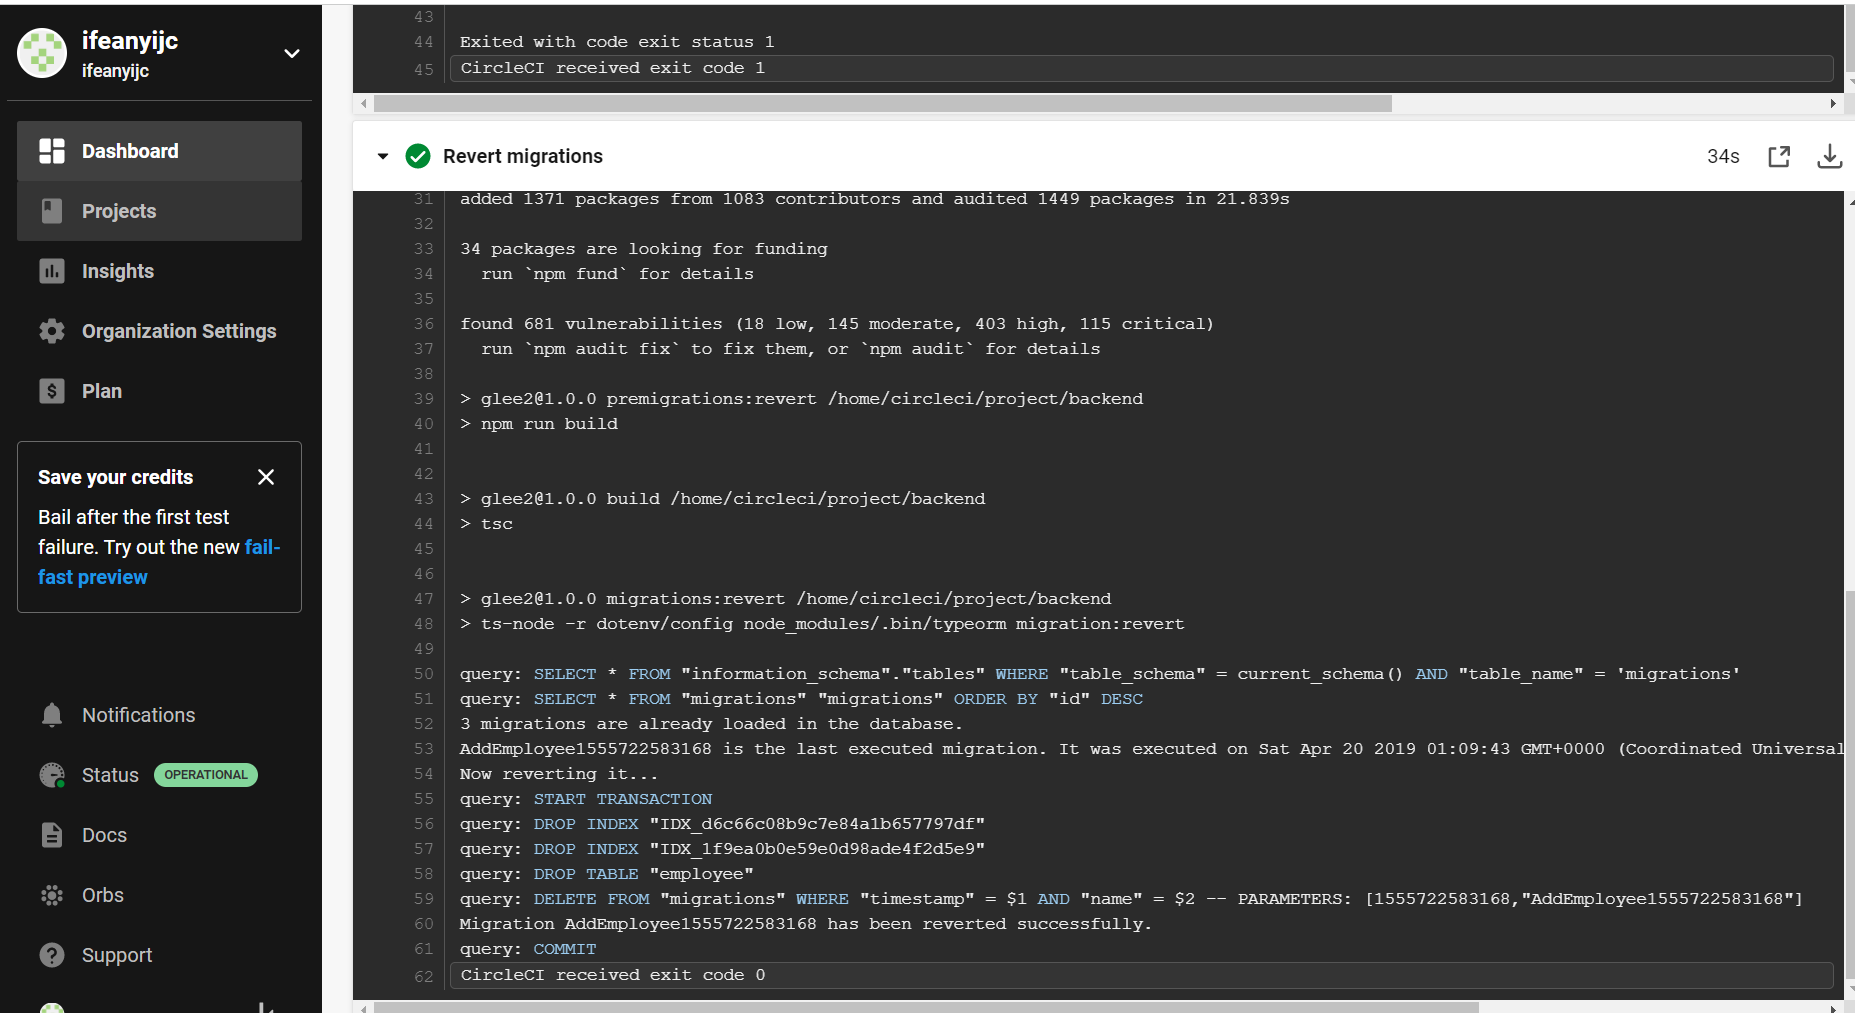 ifeanyijc
ifeanyijc
Dashboard
Projects
Insights
Organization Settings
Plan
Save your credits
Bail after the first test
failure. Try out the new fail-
fast preview
Notifications
Status OPERATIONAL
Docs
Orbs
Support
43
44 Exited with code exit status 1
45 CircleCI received exit code 1
Revert migrations 34s
31 added 1371 packages from 1083 contributors and audited 1449 packages in 21.839s
32
33 34 packages are looking for funding
34 run `npm fund` for details
35
36 found 681 vulnerabilities (18 low, 145 moderate, 403 high, 115 critical)
37 run `npm audit fix` to fix them, or `npm audit` for details
38
39 > glee2@1.0.0 premigrations:revert /home/circleci/project/backend
40 > npm run build
41
42
43 > glee2@1.0.0 build /home/circleci/project/backend
44 > tsc
45
46
47 > glee2@1.0.0 migrations:revert /home/circleci/project/backend
48 > ts-node -r dotenv/config node_modules/.bin/typeorm migration:revert
49
50 query: SELECT * FROM "information_schema"."tables" WHERE "table_schema" = current_schema() AND "table_name" = 'migrations'
51 query: SELECT * FROM "migrations" "migrations" ORDER BY "id" DESC
52 3 migrations are already loaded in the database.
53 AddEmployee1555722583168 is the last executed migration. It was executed on Sat Apr 20 2019 01:09:43 GMT+0000 (Coordinated Universal
54 Now reverting it...
55 query: START TRANSACTION
56 query: DROP INDEX "IDX_d6c66c08b9c7e84a1b657797df"
57 query: DROP INDEX "IDX_1f9ea0b0e59e0d98ade4f2d5e9"
58 query: DROP TABLE "employee"
59 query: DELETE FROM "migrations" WHERE "timestamp" = $1 AND "name" = $2 -- PARAMETERS: [1555722583168,"AddEmployee1555722583168"]
60 Migration AddEmployee1555722583168 has been reverted successfully.
61 query: COMMIT
62 CircleCI received exit code 0